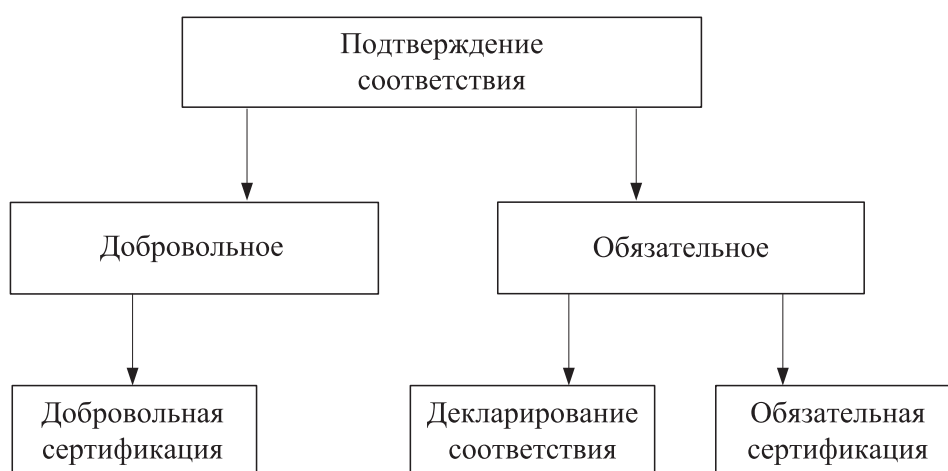 Подтверждение
соответствия
Добровольное
Обязательное
Добровольная
сертификация
Декларирование
соответствия
Обязательная
сертификация